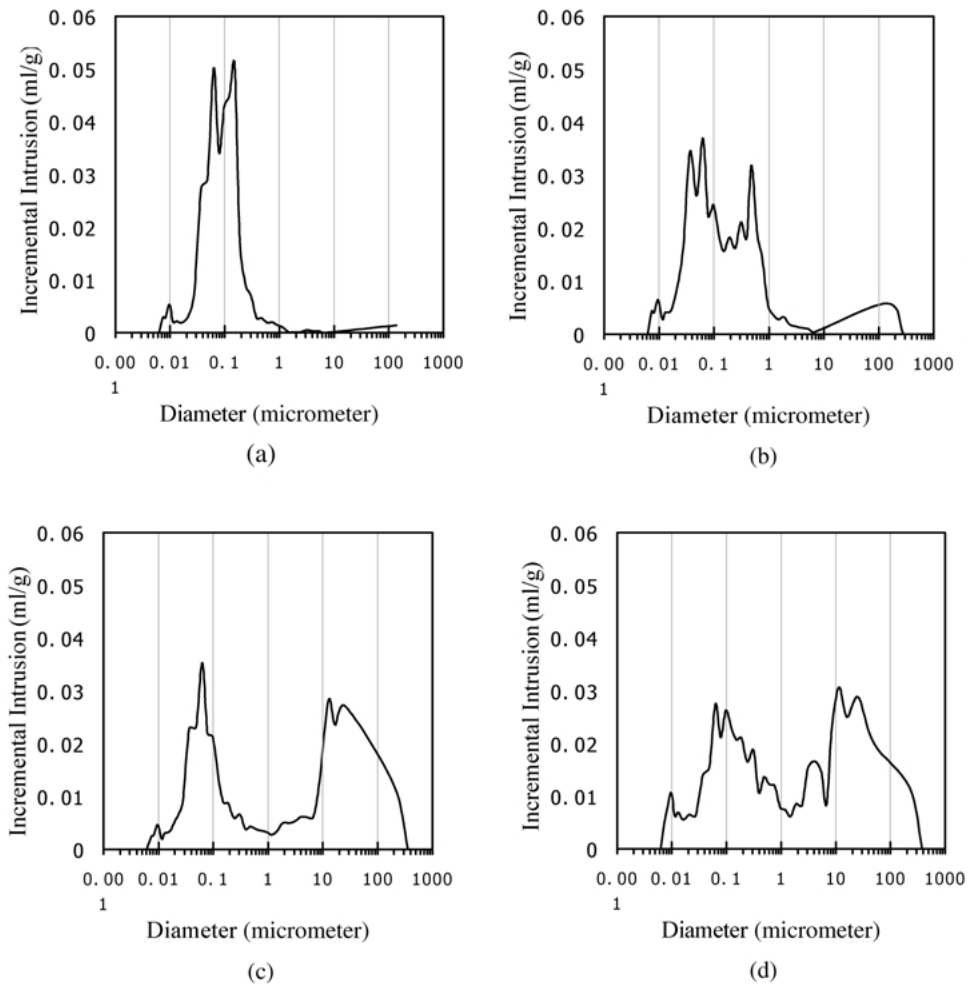 0. 06
0. 05
0. 04
0. 03
0. 02
0. 01
0
Incremental Intrusion (ml/g)
0. 00 0. 01 0. 1 1 10 100 1000
1
Diameter (micrometer)
(a)
0. 06
0. 05
0. 04
0. 03
0. 02
0. 01
0
Incremental Intrusion (ml/g)
0. 00 0. 01 0. 1 1 10 100 1000
1
Diameter (micrometer)
(b)
0. 06
0. 05
0. 04
0. 03
0. 02
0. 01
0
Incremental Intrusion (ml/g)
0. 00 0. 01 0. 1 1 10 100 1000
1
Diameter (micrometer)
(c)
0. 06
0. 05
0. 04
0. 03
0. 02
0. 01
0
Incremental Intrusion (ml/g)
0. 00 0. 01 0. 1 1 10 100 1000
1
Diameter (micrometer)
(d)